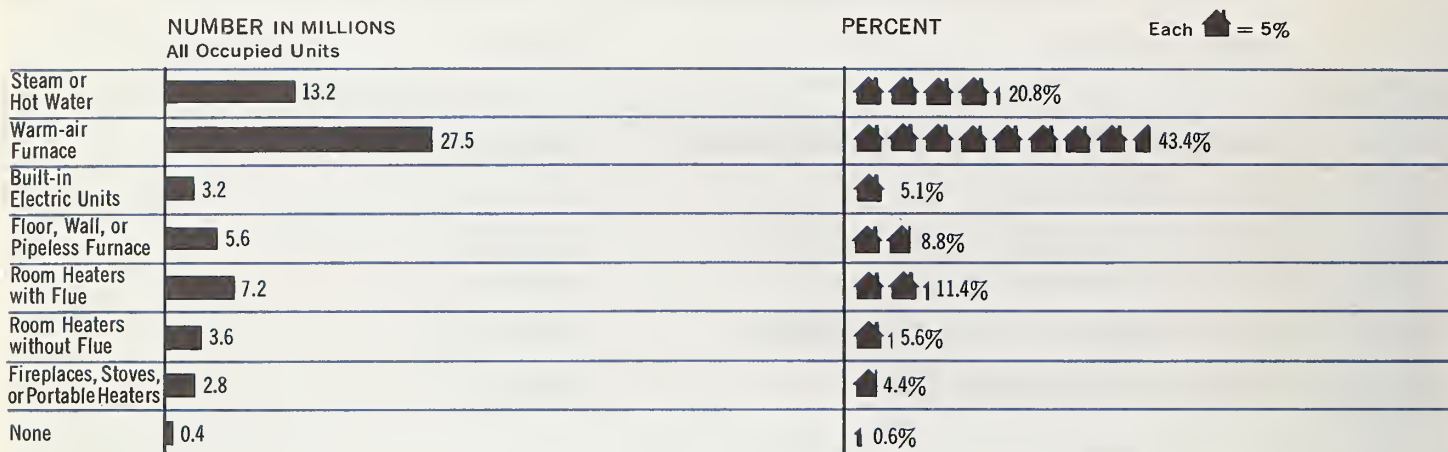 NUMBER IN MILLIONS
All Occupied Units
PERCENT
Each = 5%
Steam or
Hot Water
13.2
20.8%
Warm-air
Furnace
27.5
43.4%
Built-in
Electric Units
3.2
5.1%
Floor, Wall, or
Pipeless Furnace
5.6
8.8%
Room Heaters
with Flue
7.2
11.4%
Room Heaters
without Flue
3.6
5.6%
Fireplaces, Stoves,
or Portable Heaters
2.8
4.4%
None
0.4
0.6%